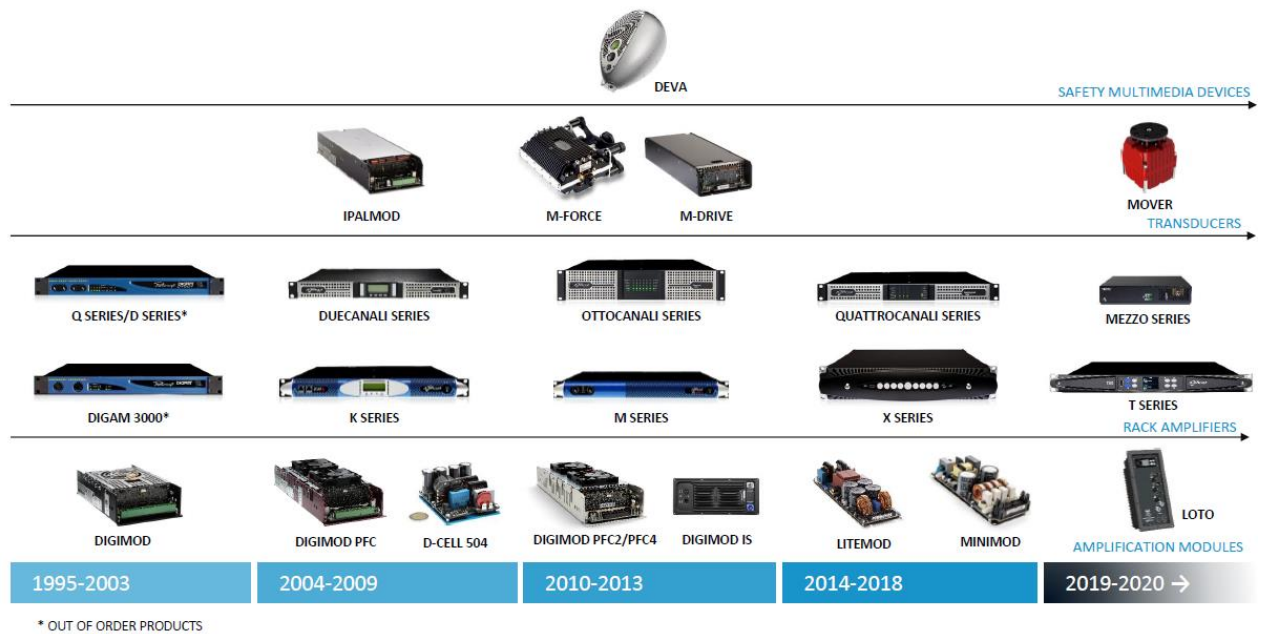 DEVA
SAFETY MULTIMEDIA DEVICES
IPALMOD
M-FORCE
M-DRIVE
MOVER
TRANSDUCERS
Q SERIES/D SERIES*
DUECANALI SERIES
OTTOCANALI SERIES
QUATTROCANALI SERIES
MEZZO SERIES
DIGAM 3000*
K SERIES
M SERIES
X SERIES
T SERIES
RACK AMPLIFIERS
DIGIMOD
DIGIMOD PFC
D-CELL 504
DIGIMOD PFC2/PFC4
DIGIMOD IS
LITEMOD
MINIMOD
LOTO
AMPLIFICATION MODULES
1995-2003
2004-2009
2010-2013
2014-2018
2019-2020 →
* OUT OF ORDER PRODUCTS